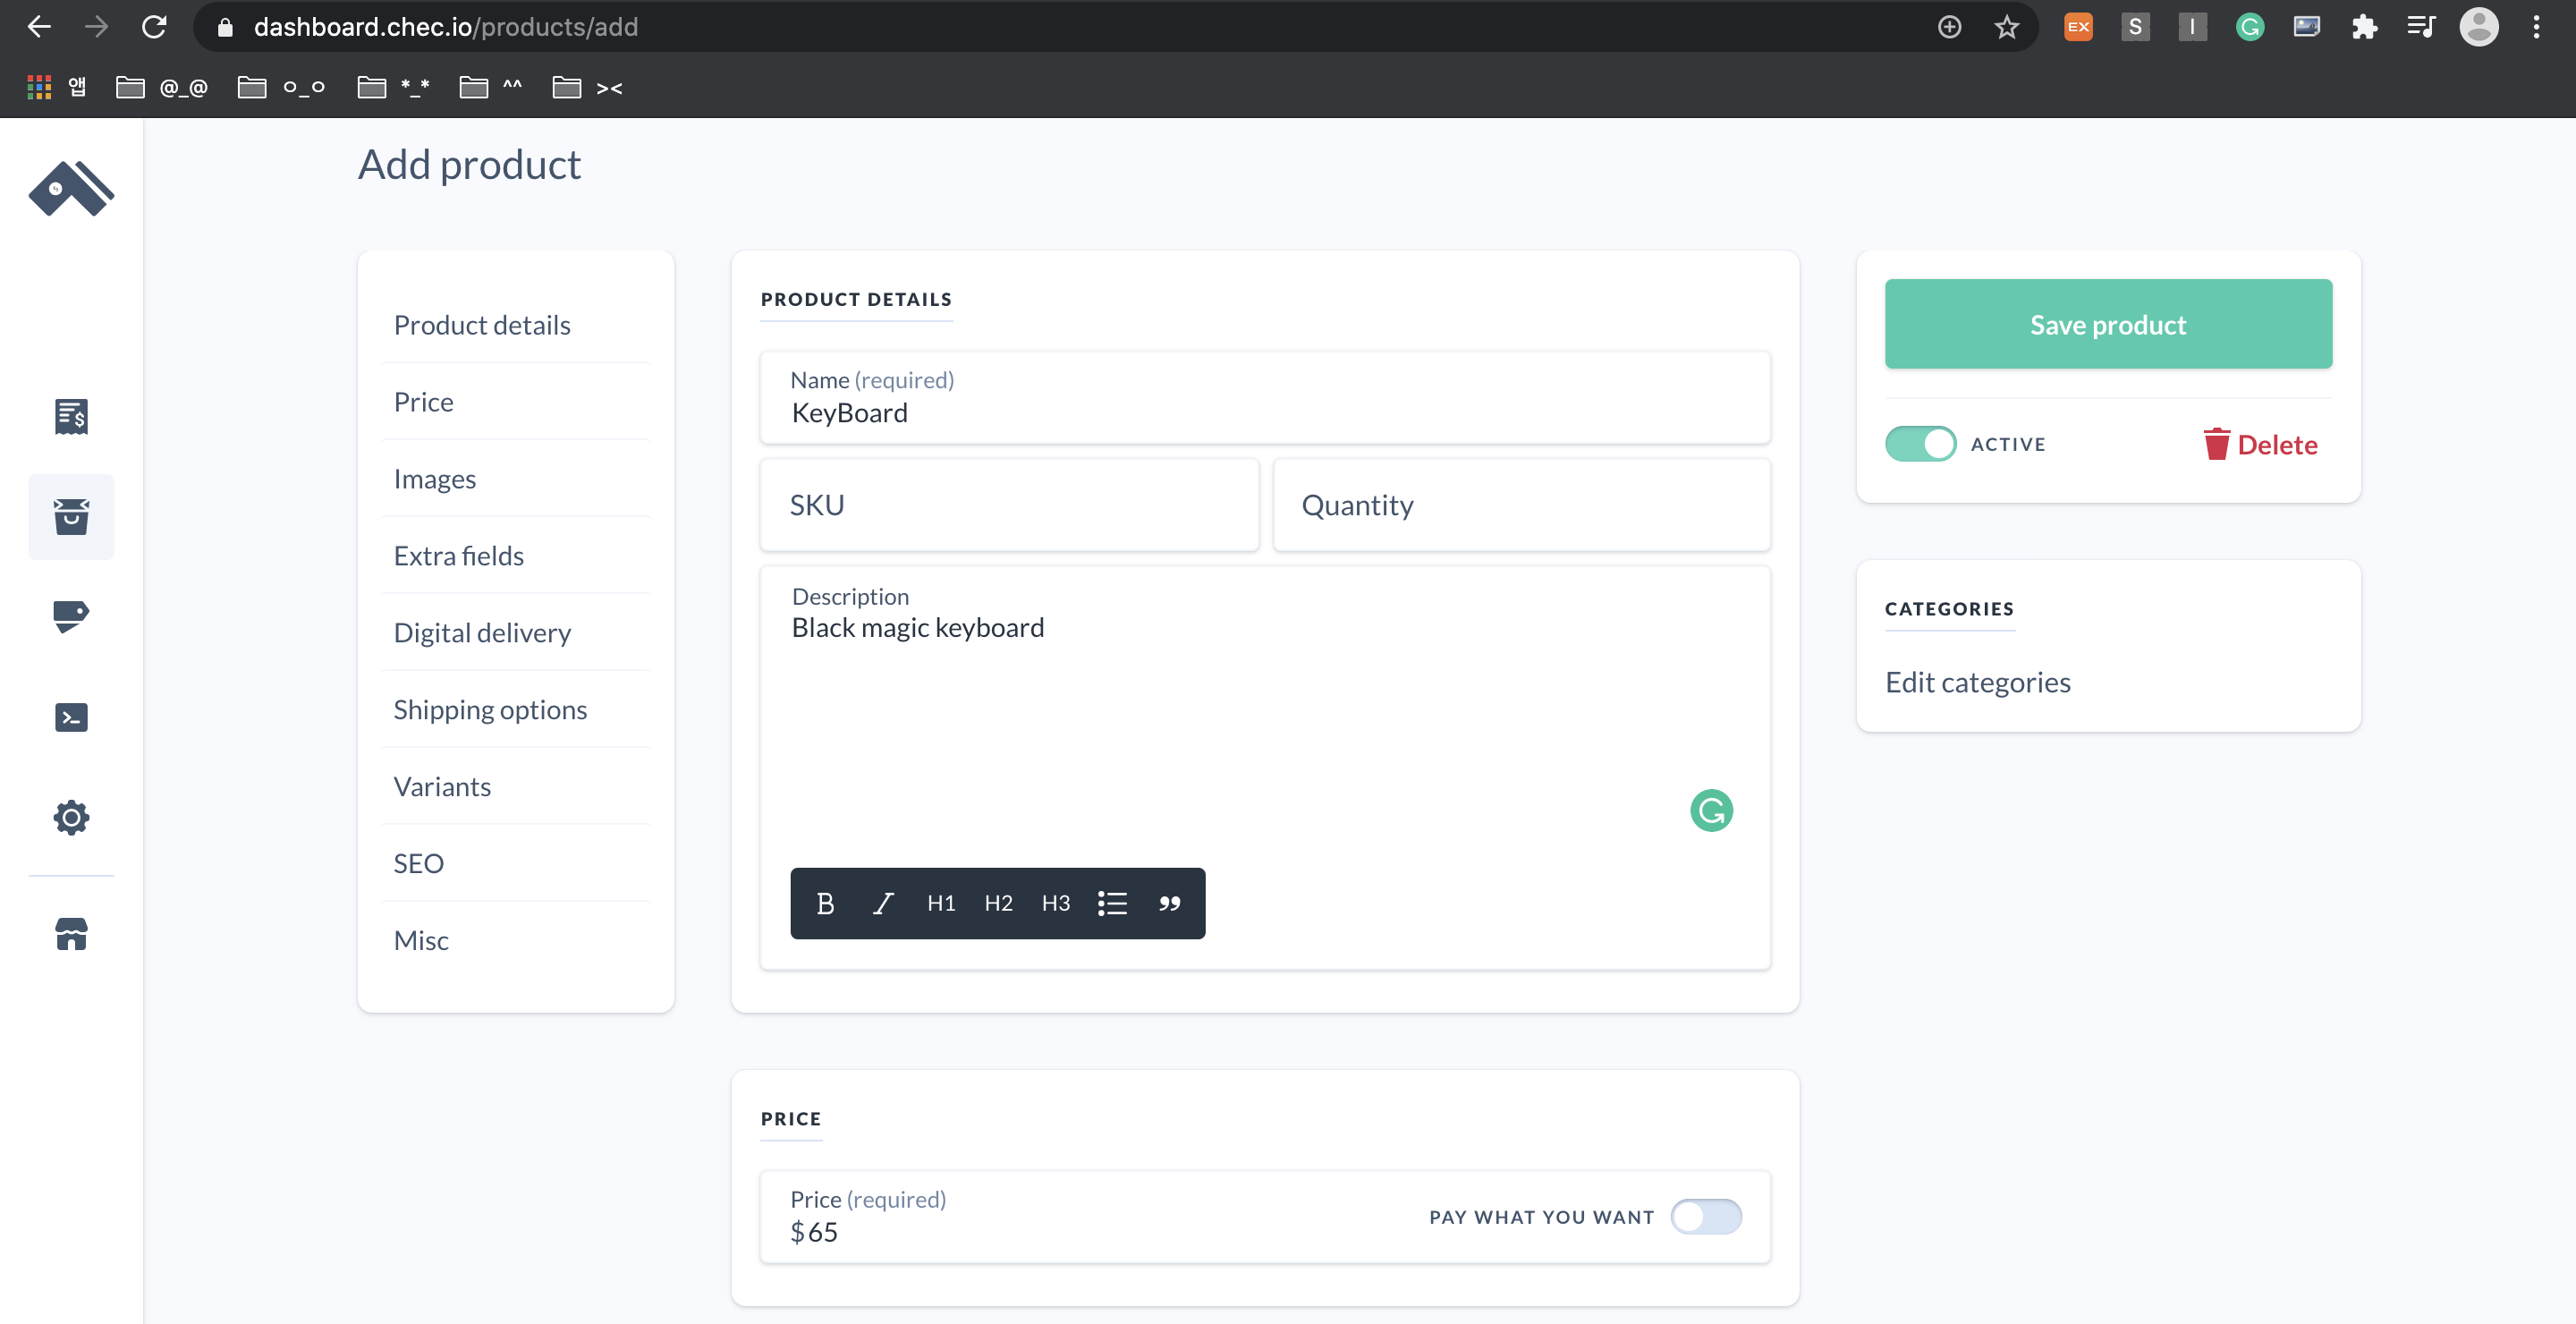 dashboard.chec.io/products/add
EX
S
I
앱
@_@
o_o
*_*
^^
><
Add product
Product details
Price
Images
Extra fields
Digital delivery
Shipping options
Variants
SEO
Misc
PRODUCT DETAILS
Name (required)
KeyBoard
SKU
Quantity
Description
Black magic keyboard
B I H1 H2 H3
PRICE
Price (required)
$65
PAY WHAT YOU WANT
Save product
ACTIVE
Delete
CATEGORIES
Edit categories